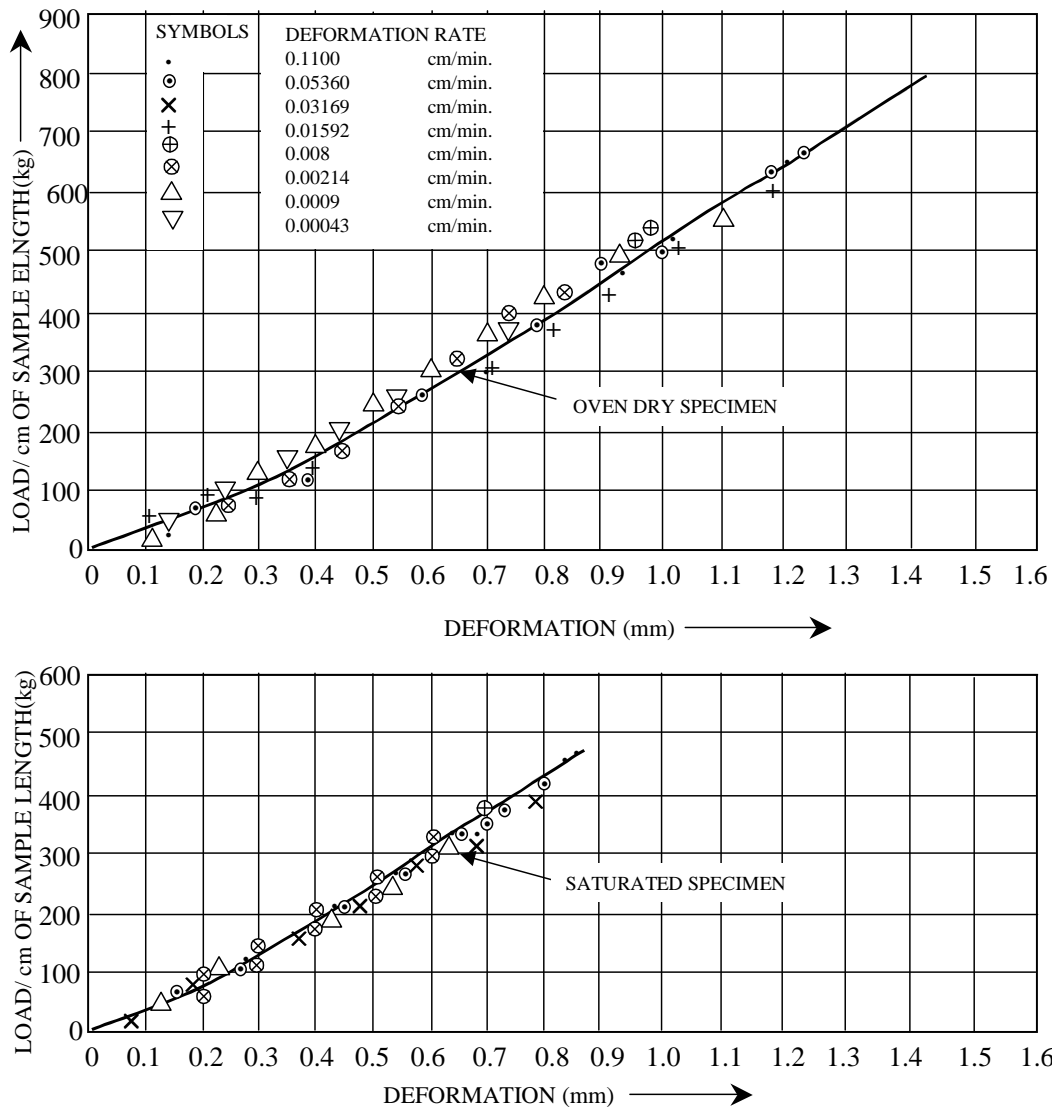 SYMBOLS DEFORMATION RATE
0.1100 cm/min.
0.05360 cm/min.
0.03169 cm/min.
0.01592 cm/min.
0.008 cm/min.
0.00214 cm/min.
0.0009 cm/min.
0.00043 cm/min.
LOAD/ cm OF SAMPLE ELNGTH(kg)
900
800
700
600
500
400
300
200
100
0
OVEN DRY SPECIMEN
0 0.1 0.2 0.3 0.4 0.5 0.6 0.7 0.8 0.9 1.0 1.1 1.2 1.3 1.4 1.5 1.6
DEFORMATION (mm)
LOAD/ cm OF SAMPLE LENGTH(kg)
600
500
400
300
200
100
0
SATURATED SPECIMEN
0 0.1 0.2 0.3 0.4 0.5 0.6 0.7 0.8 0.9 1.0 1.1 1.2 1.3 1.4 1.5 1.6
DEFORMATION (mm)